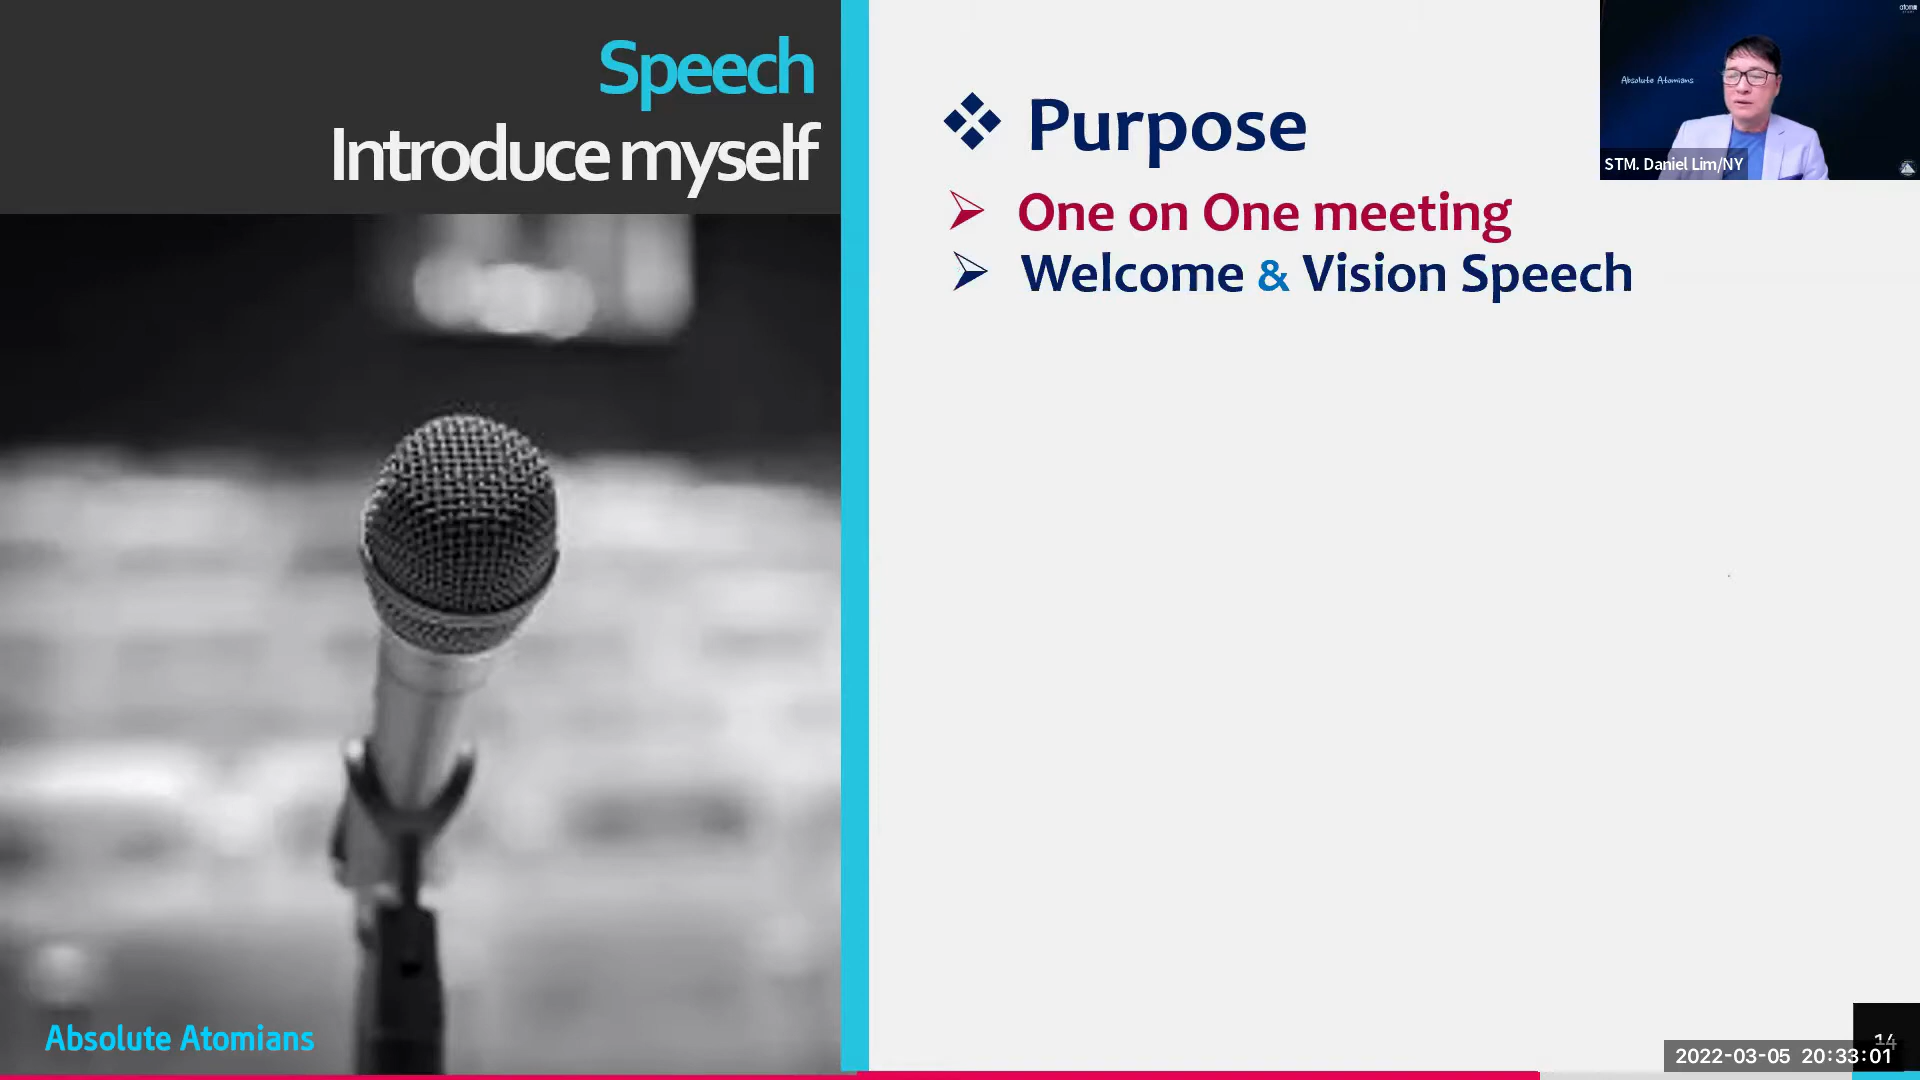 Speech
Introduce myself
Purpose
One on One meeting
Welcome & Vision Speech
Absolute Atomians
STM. Daniel Lim/NY
Absolute Atomians
14
2022-03-05 20:33:01